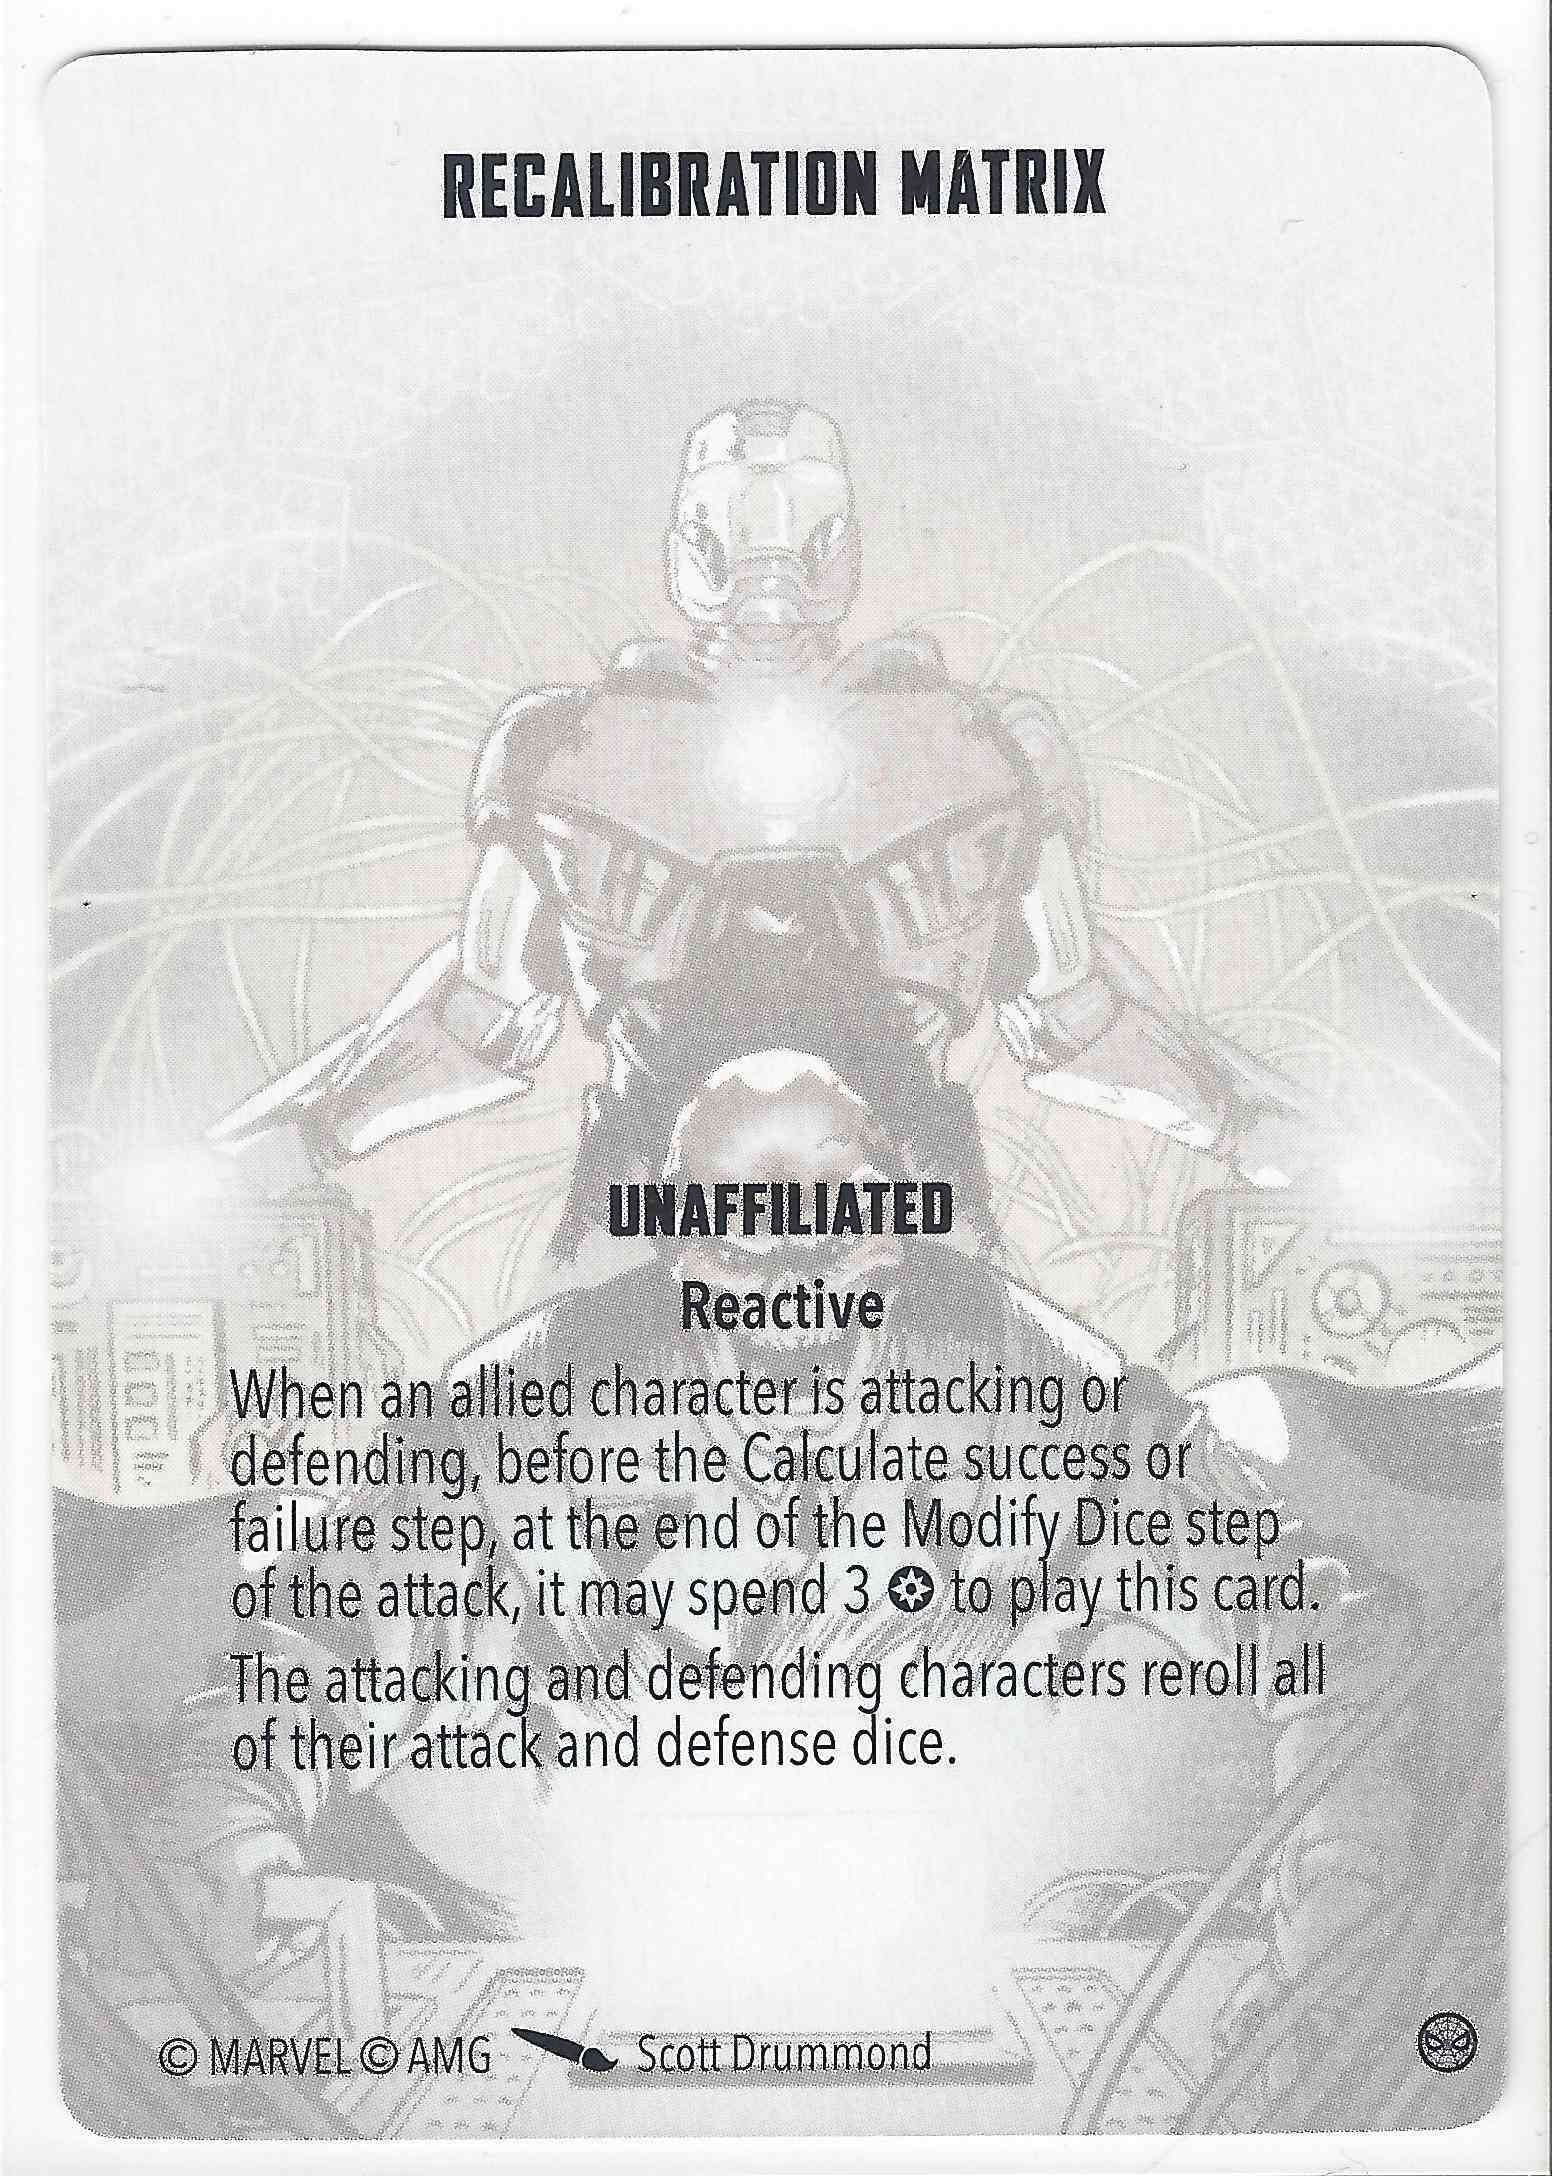 RECALIBRATION MATRIX
UNAFFILIATED
Reactive
When an allied character is attacking or
defending, before the Calculate success or
failure step, at the end of the Modify Dice step
of the attack, it may spend 3 to play this card.
The attacking and defending characters reroll all
of their attack and defense dice.
© MARVEL © AMG Scott Drummond